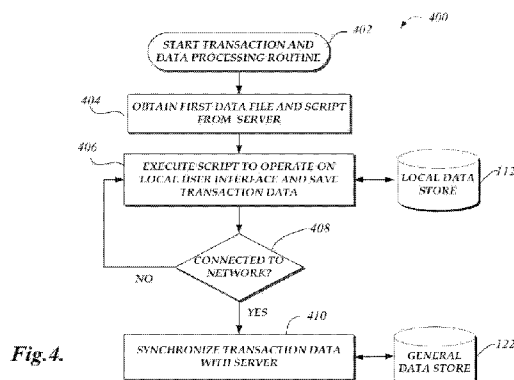 400
402
START TRANSACTION AND
DATA PROCESSING ROUTINE
404
OBTAIN FIRST DATA FILE AND SCRIPT
FROM SERVER
406
EXECUTE SCRIPT TO OPERATE ON
LOCAL USER INTERFACE AND SAVE
TRANSACTION DATA
LOCAL DATA
STORE
112
408
CONNECTED TO
NETWORK?
NO
YES
410
SYNCHRONIZE TRANSACTION DATA
WITH SERVER
GENERAL
DATA STORE
122
Fig.4.